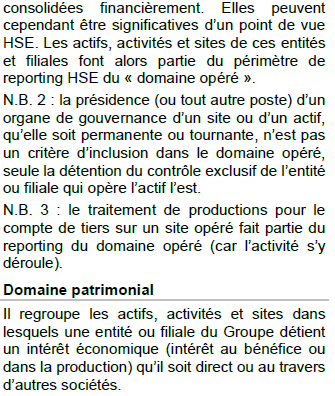 consolidées financièrement. Elles peuvent
cependant être significatives d’un point de vue
HSE. Les actifs, activités et sites de ces entités
et filiales font alors partie du périmètre de
reporting HSE du « domaine opéré ».
N.B. 2 : la présidence (ou tout autre poste) d’un
organe de gouvernance d’un site ou d’un actif,
qu’elle soit permanente ou tournante, n’est pas
un critère d’inclusion dans le domaine opéré,
seule la détention du contrôle exclusif de l’entité
ou filiale qui opère l’actif l’est.
N.B. 3 : le traitement de productions pour le
compte de tiers sur un site opéré fait partie du
reporting du domaine opéré (car l’activité s’y
déroule).
Domaine patrimonial
Il regroupe les actifs, activités et sites dans
lesquels une entité ou filiale du Groupe détient
un intérêt économique (intérêt au bénéfice ou
dans la production) qu’il soit direct ou au travers
d’autres sociétés.